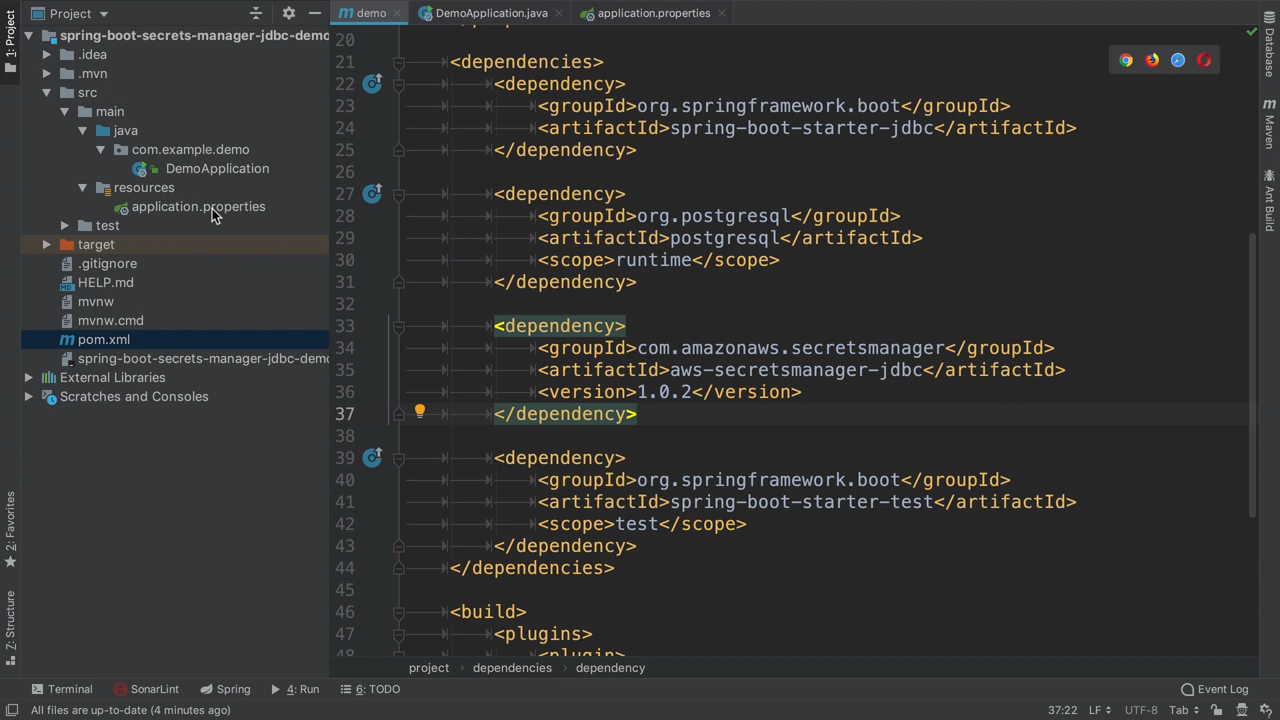 1: Project
Project
spring-boot-secrets-manager-jdbc-demo
.idea
.mvn
src
main
java
com.example.demo
DemoApplication
resources
application.properties
test
target
.gitignore
HELP.md
mvnw
mvnw.cmd
pom.xml
spring-boot-secrets-manager-jdbc-demo
External Libraries
Scratches and Consoles
2: Favorites
Z: Structure
demo
DemoApplication.java
application.properties
20
21 <dependencies>
22 <dependency>
23 <groupId>org.springframework.boot</groupId>
24 <artifactId>spring-boot-starter-jdbc</artifactId>
25 </dependency>
26
27 <dependency>
28 <groupId>org.postgresql</groupId>
29 <artifactId>postgresql</artifactId>
30 <scope>runtime</scope>
31 </dependency>
32
33 <dependency>
34 <groupId>com.amazonaws.secretsmanager</groupId>
35 <artifactId>aws-secretsmanager-jdbc</artifactId>
36 <version>1.0.2</version>
37 </dependency>
38
39 <dependency>
40 <groupId>org.springframework.boot</groupId>
41 <artifactId>spring-boot-starter-test</artifactId>
42 <scope>test</scope>
43 </dependency>
44 </dependencies>
45
46 <build>
47 <plugins>
48 <plugin>
project › dependencies › dependency
Database
Maven
Ant Build
Terminal
SonarLint
Spring
4: Run
6: TODO
Event Log
All files are up-to-date (4 minutes ago)
37:22
LF
UTF-8
Tab